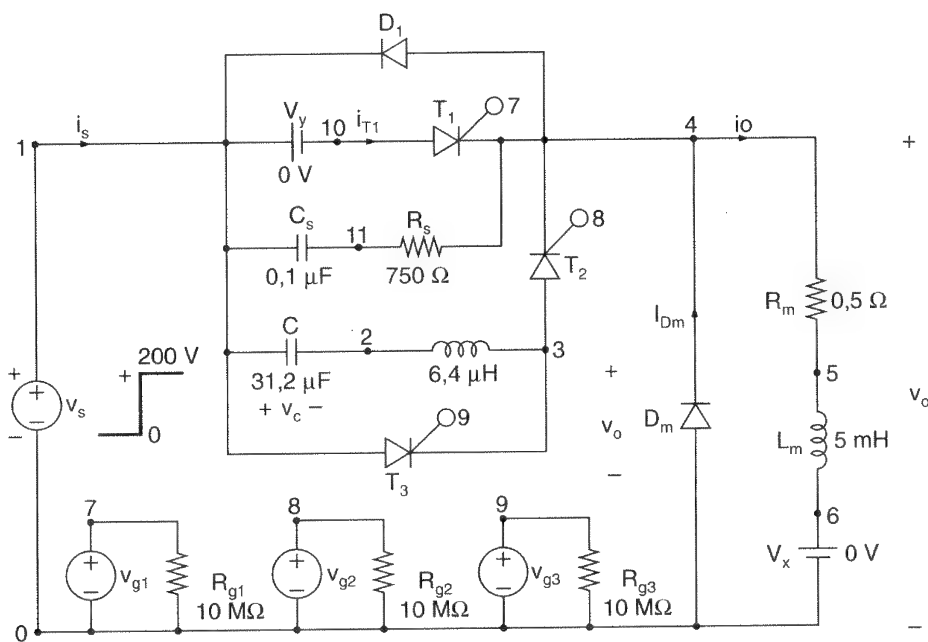 D1
Vy
10
iT1
T1
7
0 V
1
is
4
io
+
Cs
11
Rs
8
0,1 μF
750 Ω
T2
C
2
3
31,2 μF
6,4 μH
+ vc −
+
vo
−
9
T3
IDm
Dm
Rm
0,5 Ω
5
Lm
5 mH
6
Vx
0 V
vo
−
+
+
−
−
vs
200 V
+
0
7
+
vg1
−
Rg1
10 MΩ
8
+
vg2
−
Rg2
10 MΩ
9
+
vg3
−
Rg3
10 MΩ
0